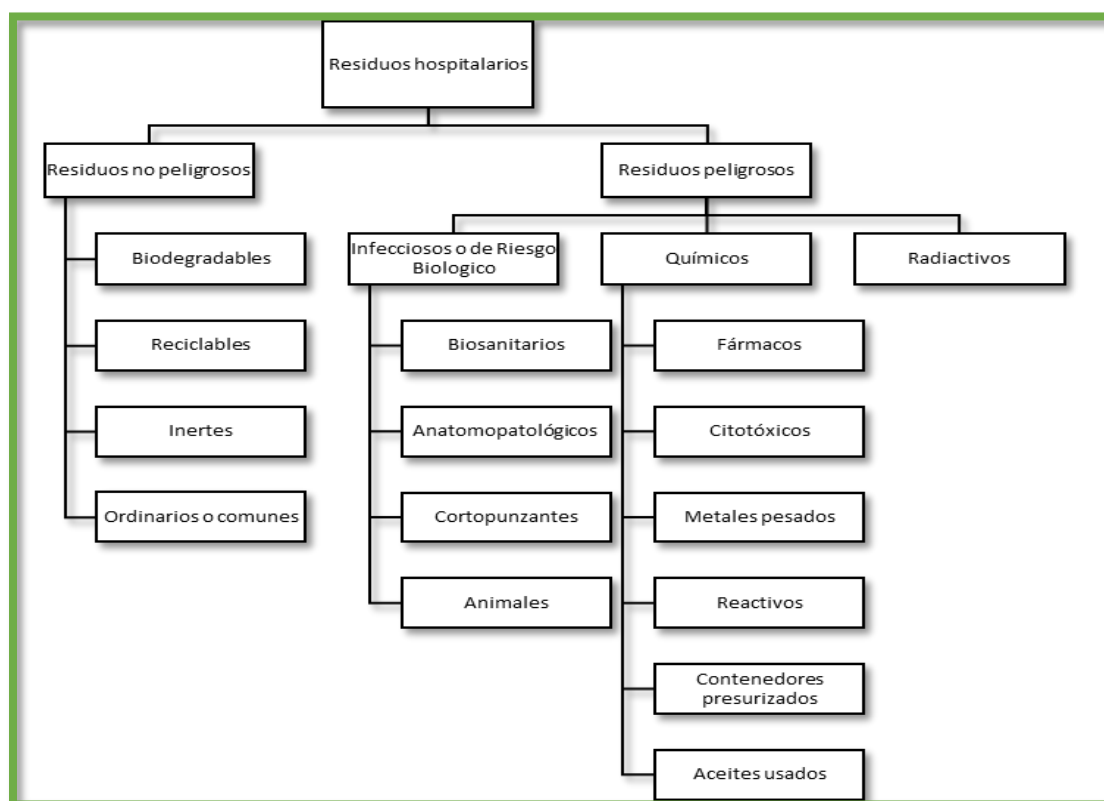 Residuos hospitalarios
Residuos no peligrosos
Biodegradables
Reciclables
Inertes
Ordinarios o comunes
Residuos peligrosos
Infecciosos o de Riesgo
Biologico
Biosanitarios
Anatomopatológicos
Cortopunzantes
Animales
Químicos
Fármacos
Citotóxicos
Metales pesados
Reactivos
Contenedores
presurizados
Aceites usados
Radiactivos